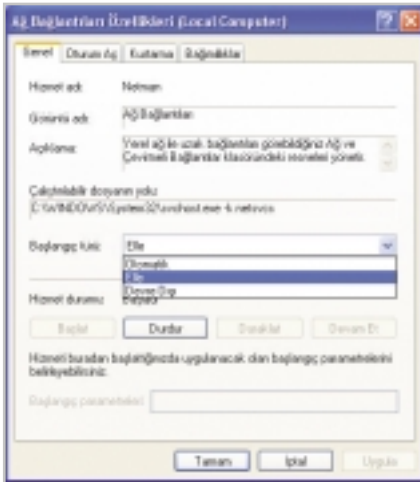 Ağ Bağlantıları Özellikleri (Local Computer)
Genel Oturum Aç Kurtarma Bağımlılıklar
Hizmet adı: Netman
Görüntü adı: Ağ Bağlantıları
Açıklama: Yerel ağ ile uzak bağlantıları görebildiğiniz Ağ ve
Çevirmeli Bağlantılar klasöründeki nesneleri yönetir.
Çalıştırılabilir dosyanın yolu:
C:\WINDOWS\System32\svchost.exe -k netsvcs
Başlangıç türü: Elle
Otomatik
Elle
Devre Dışı
Hizmet durumu: Başladı
Başlat Durdur Duraklat Devam Et
Hizmeti buradan başlattığınızda uygulanacak olan başlangıç parametrelerini
belirleyebilirsiniz.
Başlangıç parametreleri:
Tamam İptal Uygula